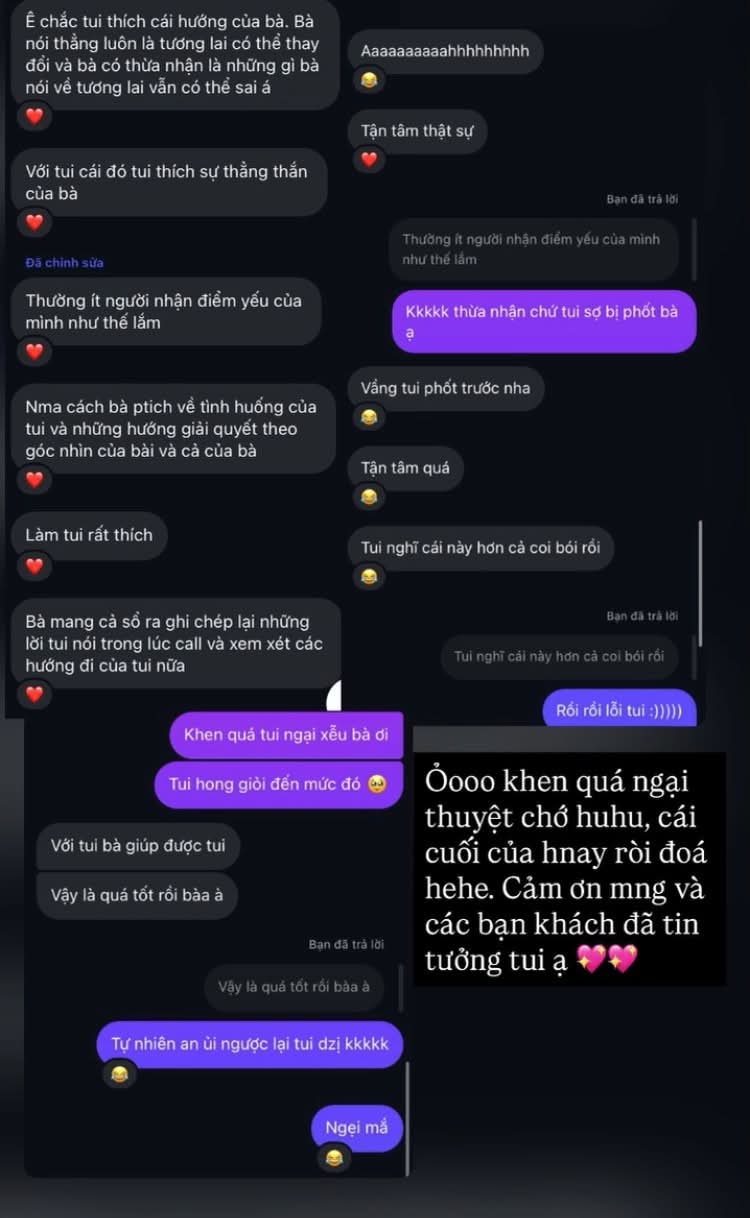 Ê chắc tui thích cái hướng của bà. Bà
nói thẳng luôn là tương lai có thể thay
đổi và bà có thừa nhận là những gì bà
nói về tương lai vẫn có thể sai á
Với tui cái đó tui thích sự thẳng thắn
của bà
Đã chỉnh sửa
Thường ít người nhận điểm yếu của
mình như thế lắm
Nma cách bà ptich về tình huống của
tui và những hướng giải quyết theo
góc nhìn của bài và cả của bà
Làm tui rất thích
Bà mang cả sổ ra ghi chép lại những
lời tui nói trong lúc call và xem xét các
hướng đi của tui nữa
Aaaaaaaaaahhhhhhhhh
😂
Tận tâm thật sự
Bạn đã trả lời
Thường ít người nhận điểm yếu của mình
như thế lắm
Kkkkk thừa nhận chứ tui sợ bị phốt bà
ạ
Vầng tui phốt trước nha
Tận tâm quá
Tui nghĩ cái này hơn cả coi bói rồi
Bạn đã trả lời
Tui nghĩ cái này hơn cả coi bói rồi
Rồi rồi lỗi tui :)))))
Khen quá tui ngại xễu bà ơi
Tui hong giỏi đến mức đó 🥹
Với tui bà giúp được tui
Vậy là quá tốt rồi bàa à
Bạn đã trả lời
Vậy là quá tốt rồi bàa à
Tự nhiên an ủi ngược lại tui dzị kkkkk
Ngẹi mắ
Ỏooo khen quá ngại
thuyệt chớ huhu, cái
cuối của hnay ròi đoá
hehe. Cảm ơn mng và
các bạn khách đã tin
tưởng tui ạ 💖💖